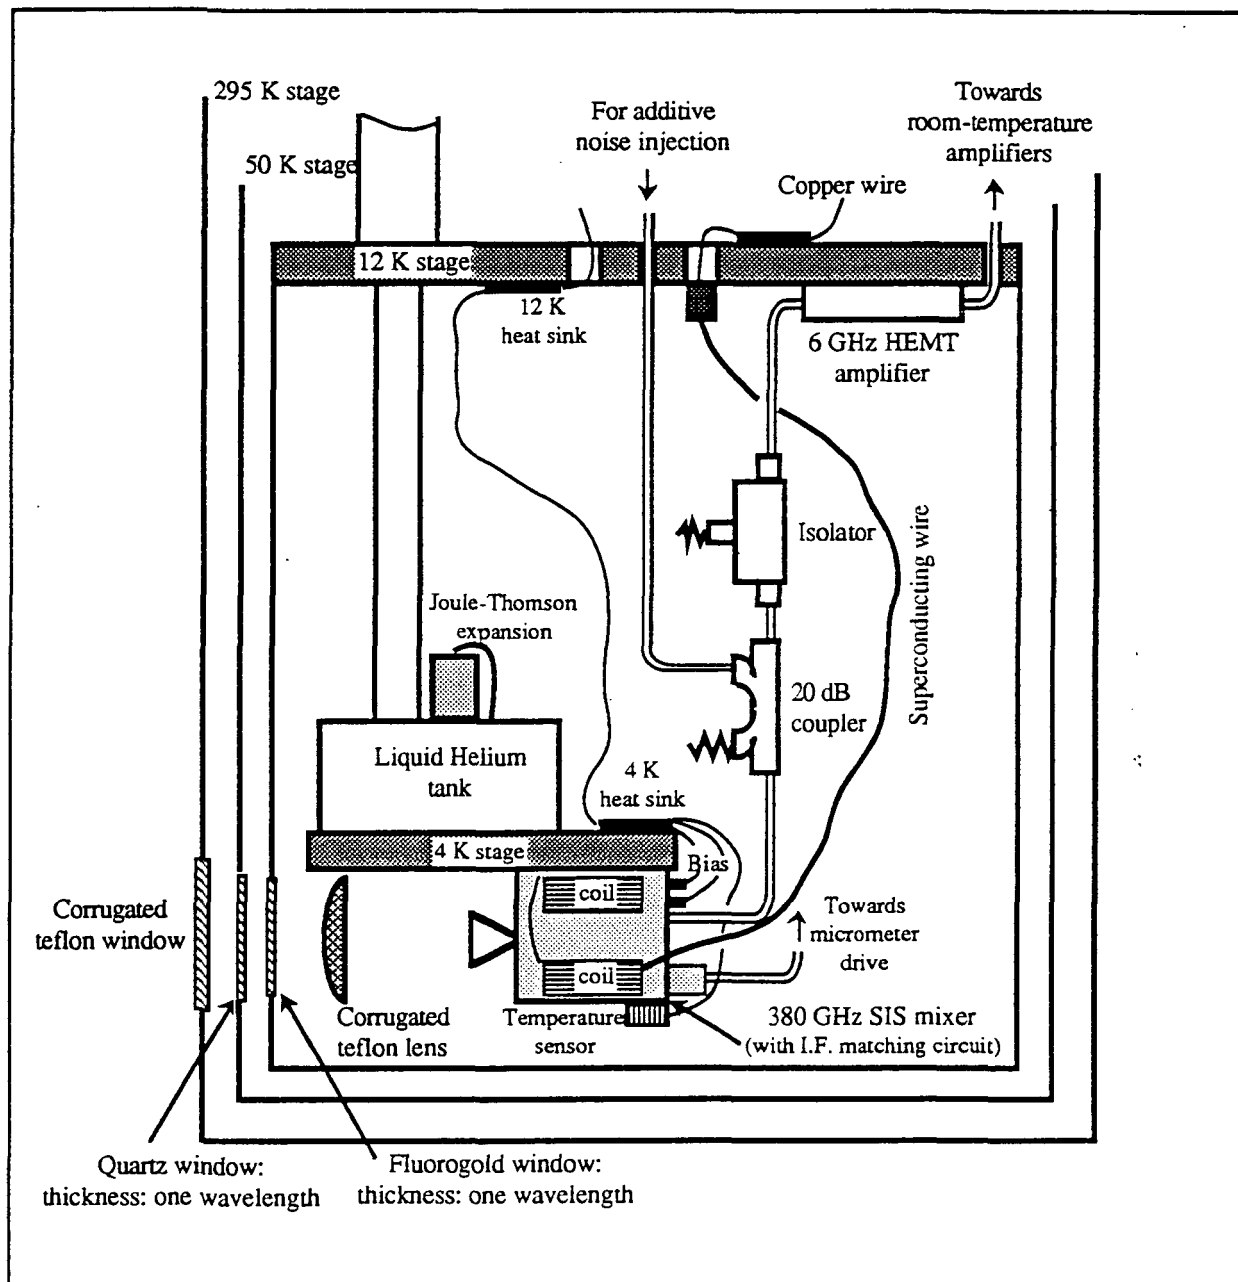 295 K stage
For additive
noise injection
Towards
room-temperature
amplifiers
50 K stage
Copper wire
12 K stage
12 K
heat sink
6 GHz HEMT
amplifier
Isolator
Superconducting wire
Joule-Thomson
expansion
20 dB
coupler
Liquid Helium
tank
4 K
heat sink
4 K stage
Bias
coil
Corrugated
teflon window
Towards
micrometer
drive
coil
Corrugated
teflon lens
Temperature
sensor
380 GHz SIS mixer
(with I.F. matching circuit)
Quartz window:
thickness: one wavelength
Fluorogold window:
thickness: one wavelength